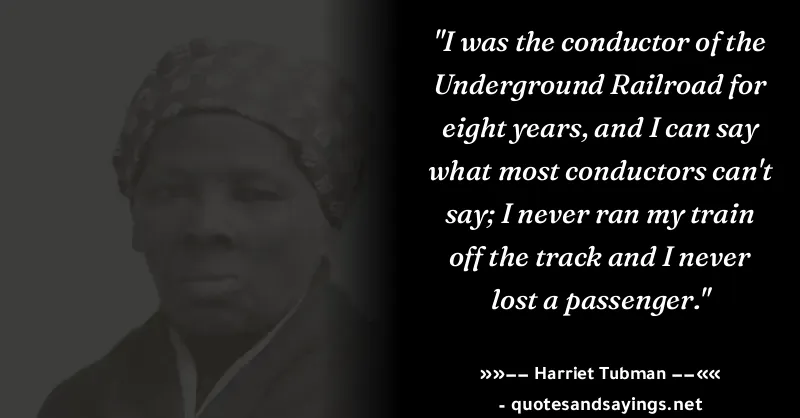 "I was the conductor of the
Underground Railroad for
eight years, and I can say
what most conductors can't
say; I never ran my train
off the track and I never
lost a passenger."
»»−− Harriet Tubman −−««
- quotesandsayings.net